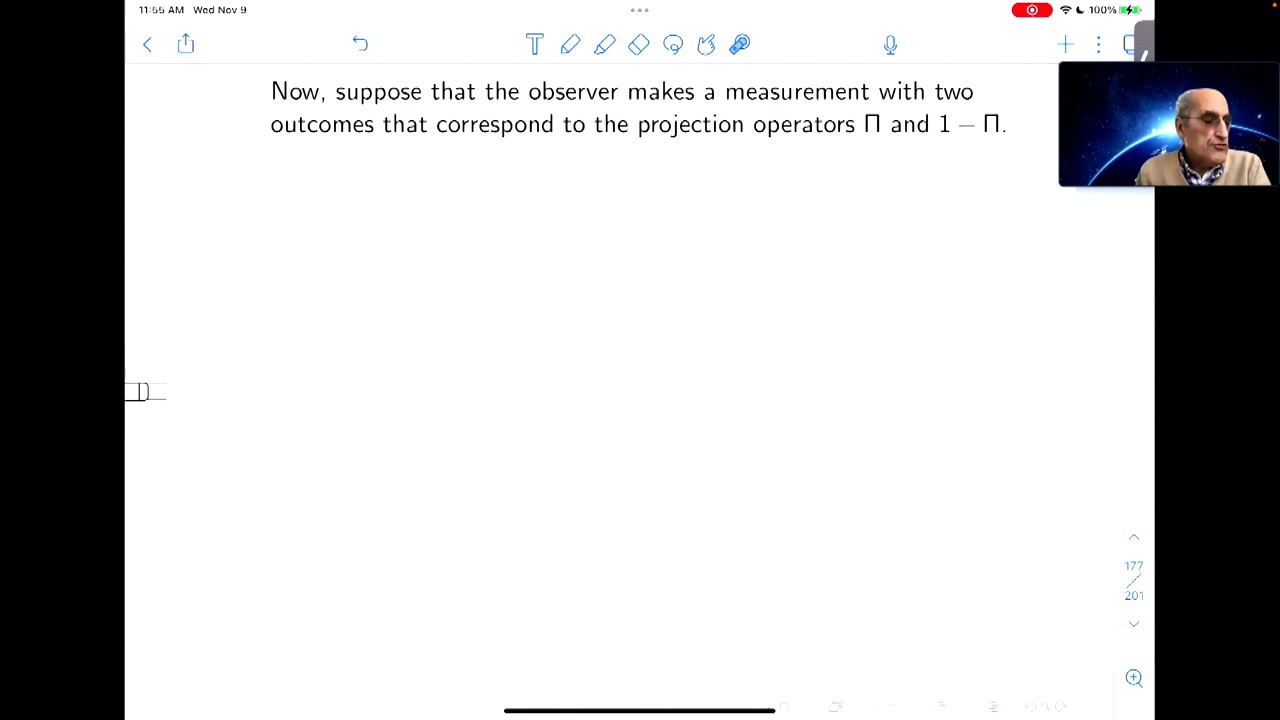 11:55 AM Wed Nov 9
100%
Now, suppose that the observer makes a measurement with two
outcomes that correspond to the projection operators Π and 1 − Π.
177
201